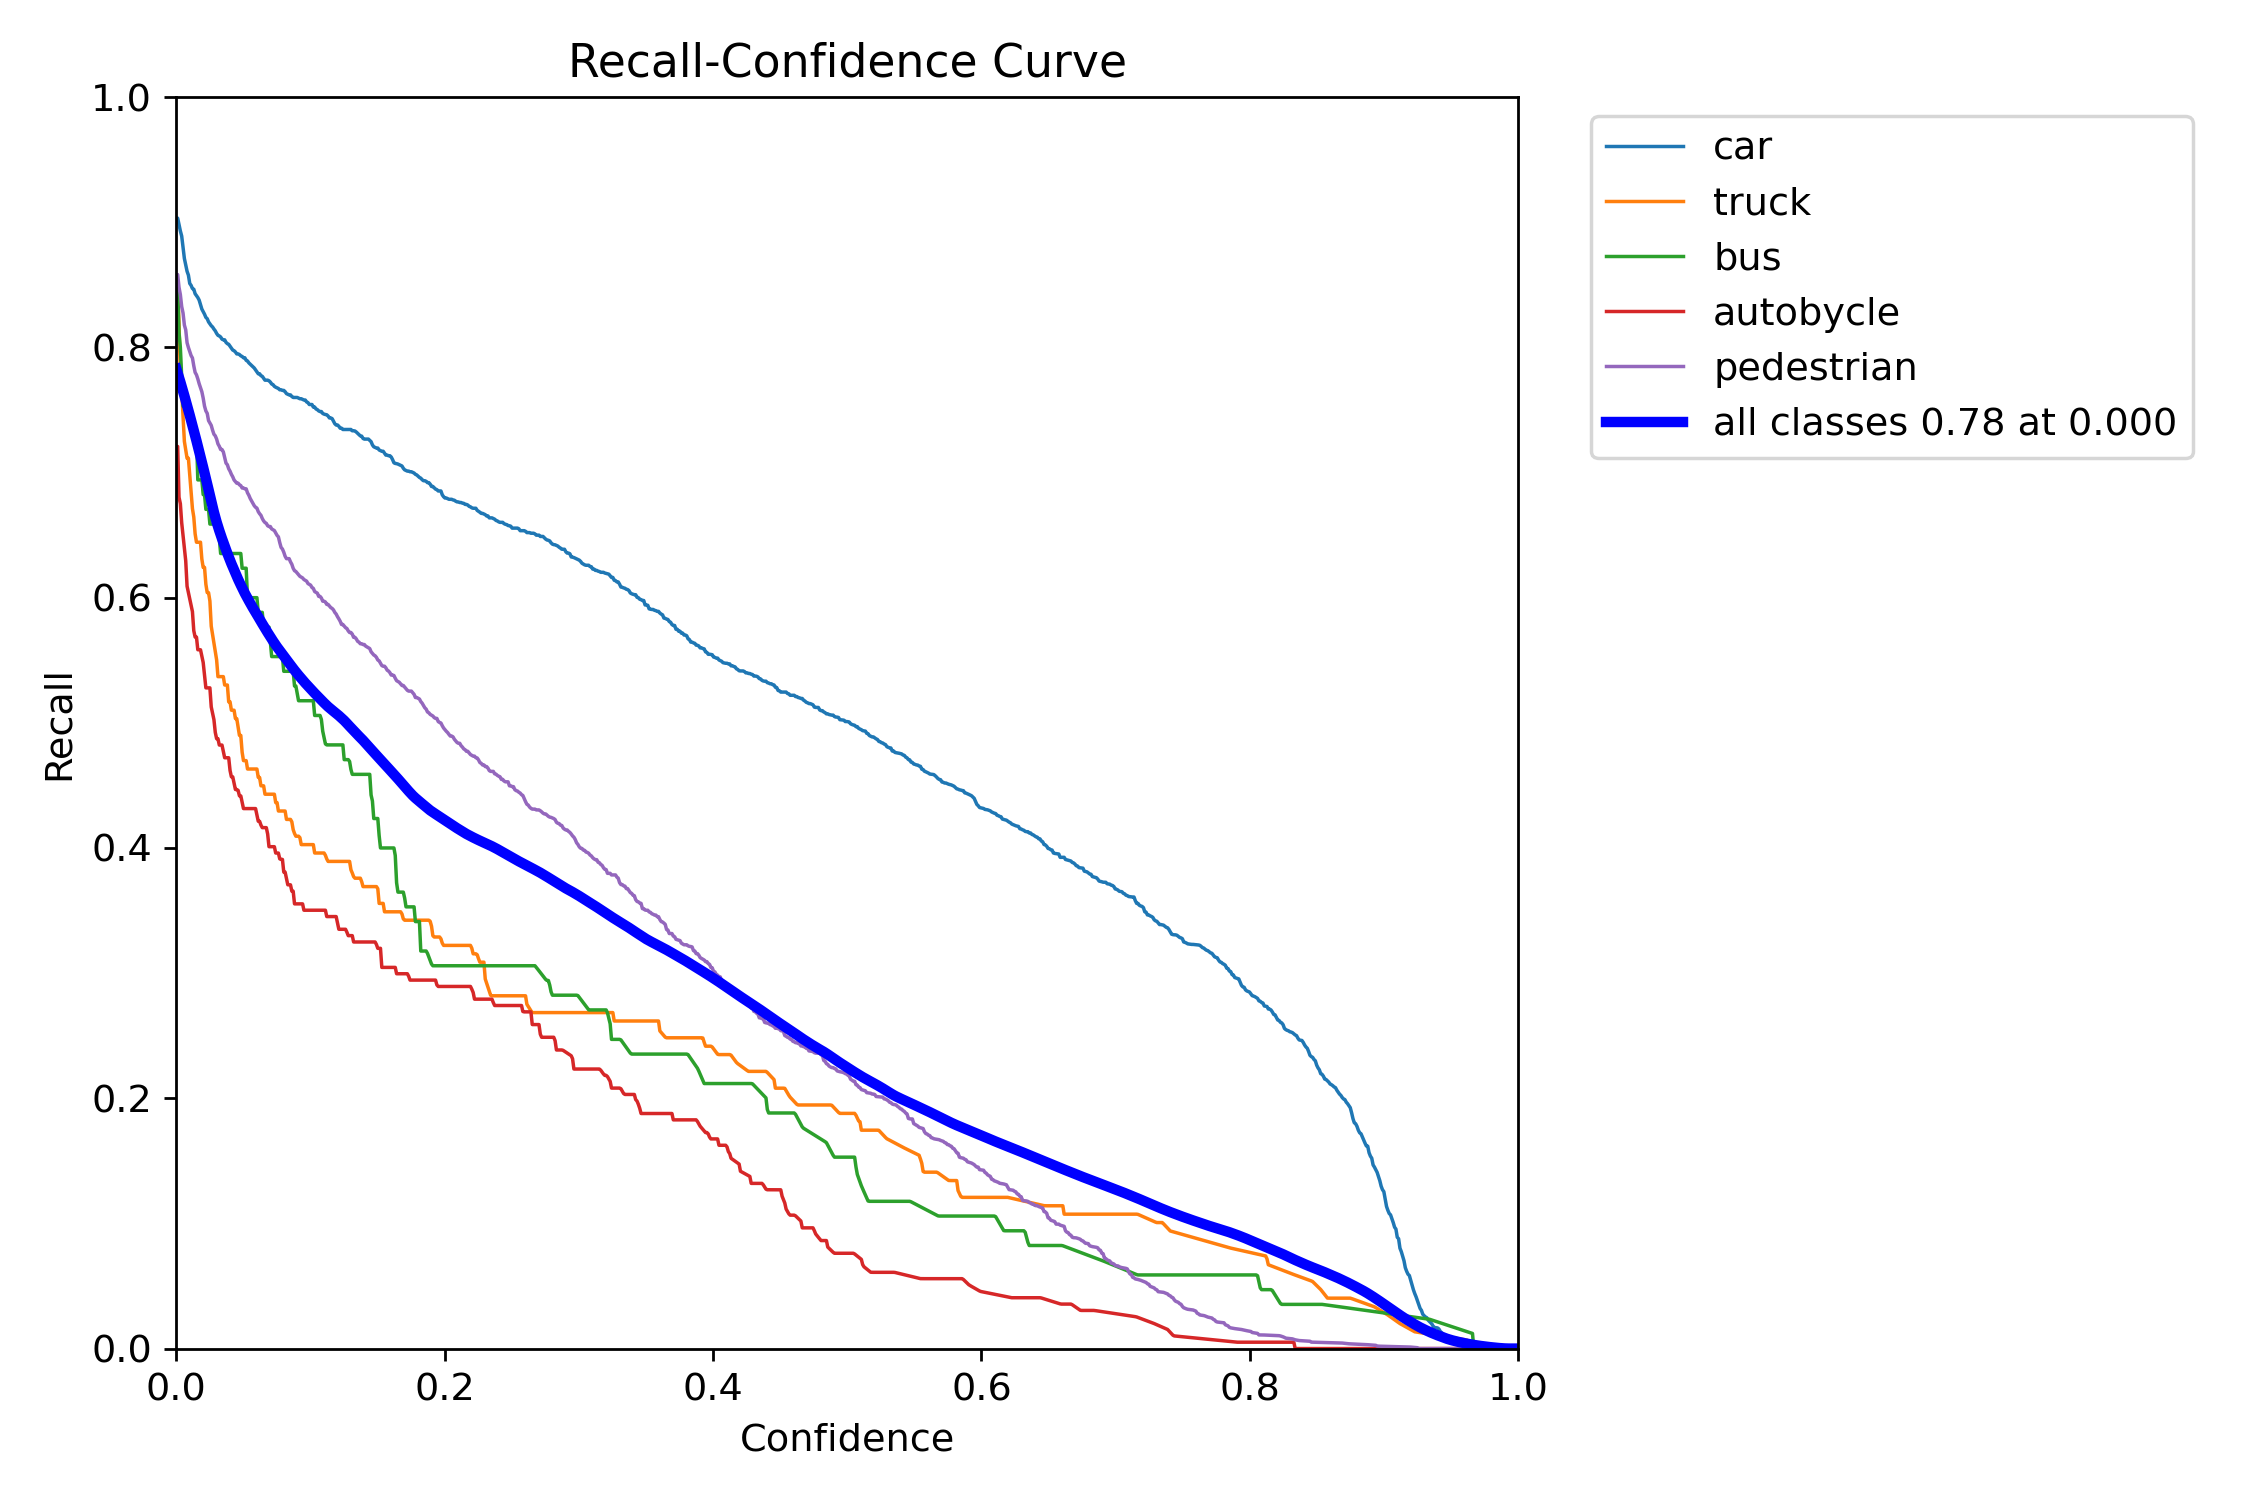 Recall-Confidence Curve
1.0
0.8
0.6
0.4
0.2
0.0
Recall
0.0 0.2 0.4 0.6 0.8 1.0
Confidence
car
truck
bus
autobycle
pedestrian
all classes 0.78 at 0.000